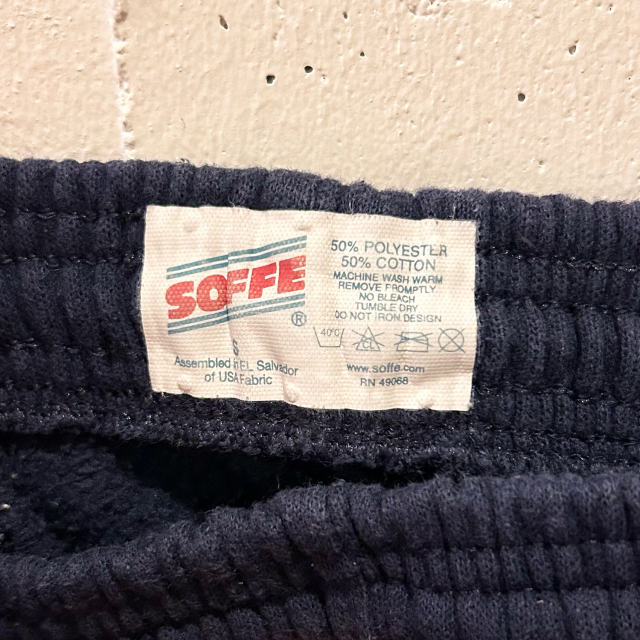 SOFFE
®
S
Assembled in EL Salvador
of USA Fabric
50% POLYESTER
50% COTTON
MACHINE WASH WARM
REMOVE PROMPTLY
NO BLEACH
TUMBLE DRY
DO NOT IRON DESIGN
40°C
www.soffe.com
RN 49068